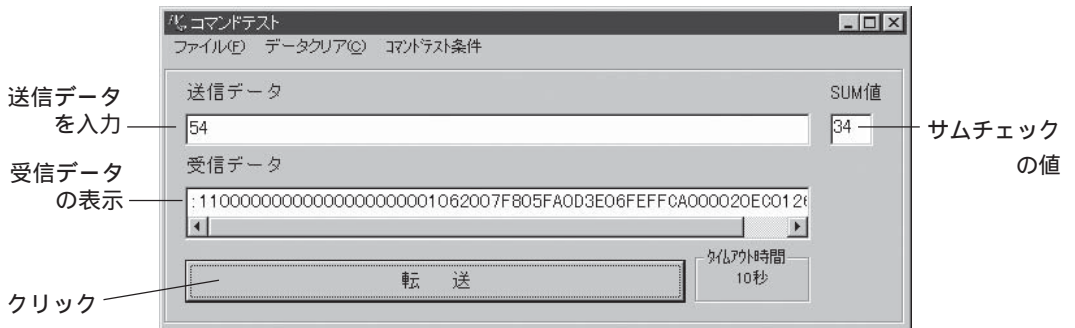 コマンドテスト
ファイル(F) データクリア(C) コマンドテスト条件
送信データ
を入力
送信データ
SUM値
54
34
サムチェック
の値
受信データ
の表示
受信データ
:1100000000000000000001062007F805FA0D3E06FEFFCA000020EC0126
転 送
タイムアウト時間
10秒
クリック